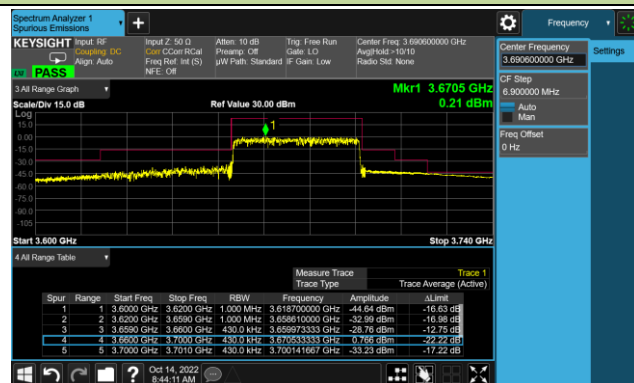 Spectrum Analyzer 1
Spurious Emissions
Frequency
KEYSIGHT Input: RF
Coupling: DC
Align: Auto
Input Z: 50 Ω
Corr CCorr RCal
Freq Ref: Int (S)
NFE: Off
Atten: 10 dB
Preamp: Off
µW Path: Standard
Trig: Free Run
Gate: LO
IF Gain: Low
Center Freq: 3.690600000 GHz
Avg|Hold:>10/10
Radio Std: None
LXI PASS
Center Frequency
3.690600000 GHz
Settings
CF Step
6.900000 MHz
Auto
Man
Freq Offset
0 Hz
3 All Range Graph
Mkr1 3.6705 GHz
0.21 dBm
Scale/Div 15.0 dB
Ref Value 30.00 dBm
Log
15.0
0.00
-15.0
-30.0
-45.0
-60.0
-75.0
-90.0
-105
1
Start 3.600 GHz
Stop 3.740 GHz
4 All Range Table
Measure Trace Trace 1
Trace Type Trace Average (Active)
Spur Range Start Freq Stop Freq RBW Frequency Amplitude ΔLimit
1 1 3.6000 GHz 3.6200 GHz 1.000 MHz 3.618700000 GHz -44.64 dBm -16.63 dB
2 2 3.6200 GHz 3.6590 GHz 1.000 MHz 3.658610000 GHz -32.99 dBm -16.98 dB
3 3 3.6590 GHz 3.6600 GHz 430.0 kHz 3.659973333 GHz -28.76 dBm -12.75 dB
4 4 3.6600 GHz 3.7000 GHz 430.0 kHz 3.670533333 GHz 0.766 dBm -22.22 dB
5 5 3.7000 GHz 3.7010 GHz 430.0 kHz 3.700141667 GHz -33.23 dBm -17.22 dB
Oct 14, 2022
8:44:11 AM